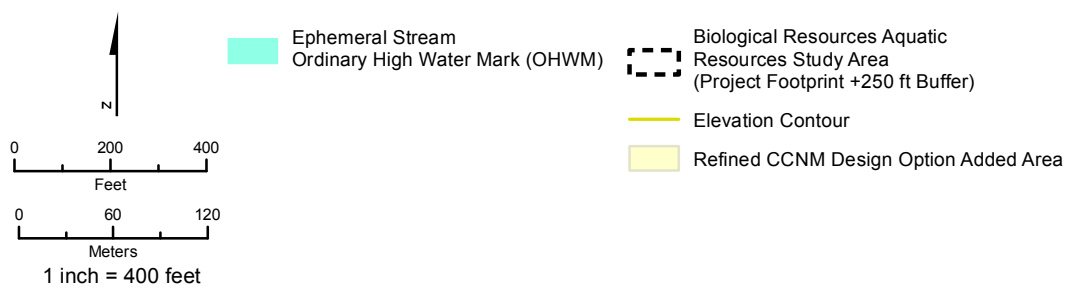 N
0 200 400
Feet
0 60 120
Meters
1 inch = 400 feet
Ephemeral Stream
Ordinary High Water Mark (OHWM)
Biological Resources Aquatic
Resources Study Area
(Project Footprint +250 ft Buffer)
Elevation Contour
Refined CCNM Design Option Added Area